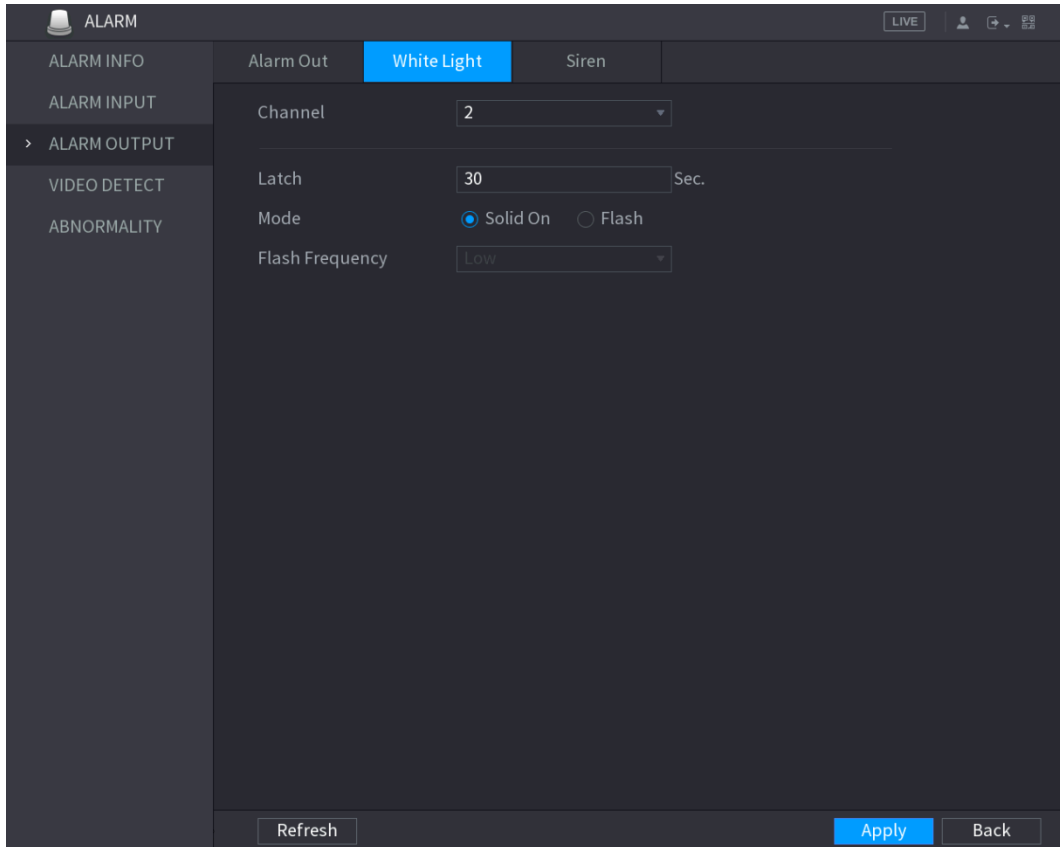 ALARM
LIVE
ALARM INFO
ALARM INPUT
> ALARM OUTPUT
VIDEO DETECT
ABNORMALITY
Alarm Out White Light Siren
Channel 2
Latch 30 Sec.
Mode Solid On Flash
Flash Frequency Low
Refresh Apply Back